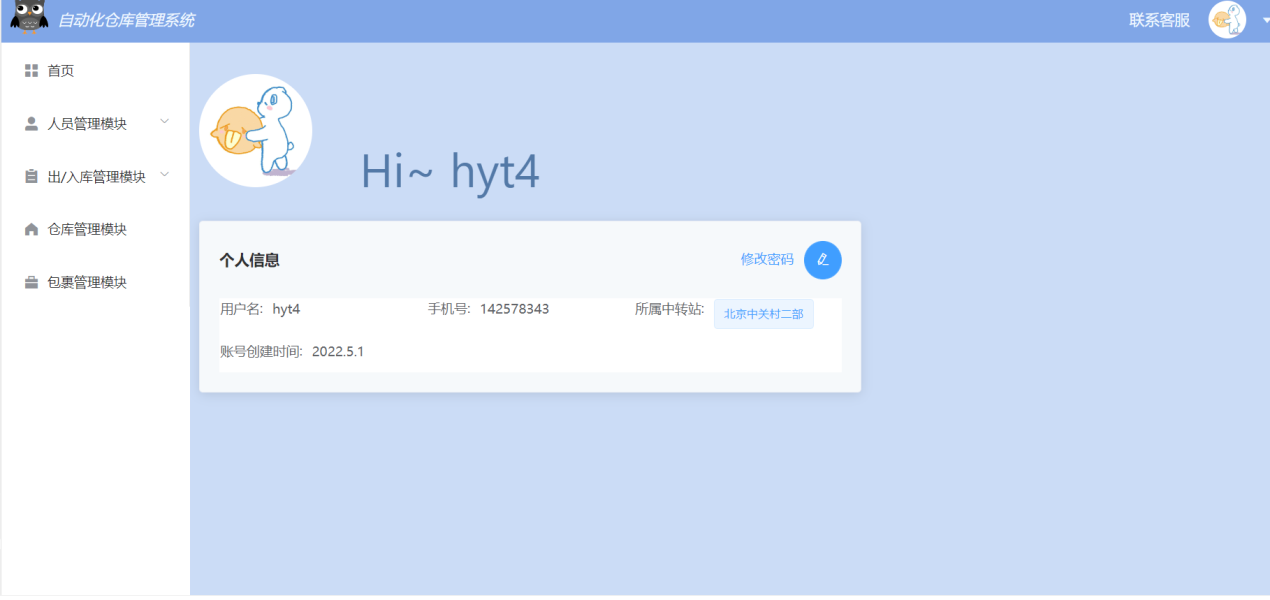 自动化仓库管理系统
联系客服
首页
人员管理模块
出/入库管理模块
仓库管理模块
包裹管理模块
Hi~ hyt4
个人信息
修改密码
用户名: hyt4 手机号: 142578343 所属中转站: 北京中关村二部
账号创建时间: 2022.5.1